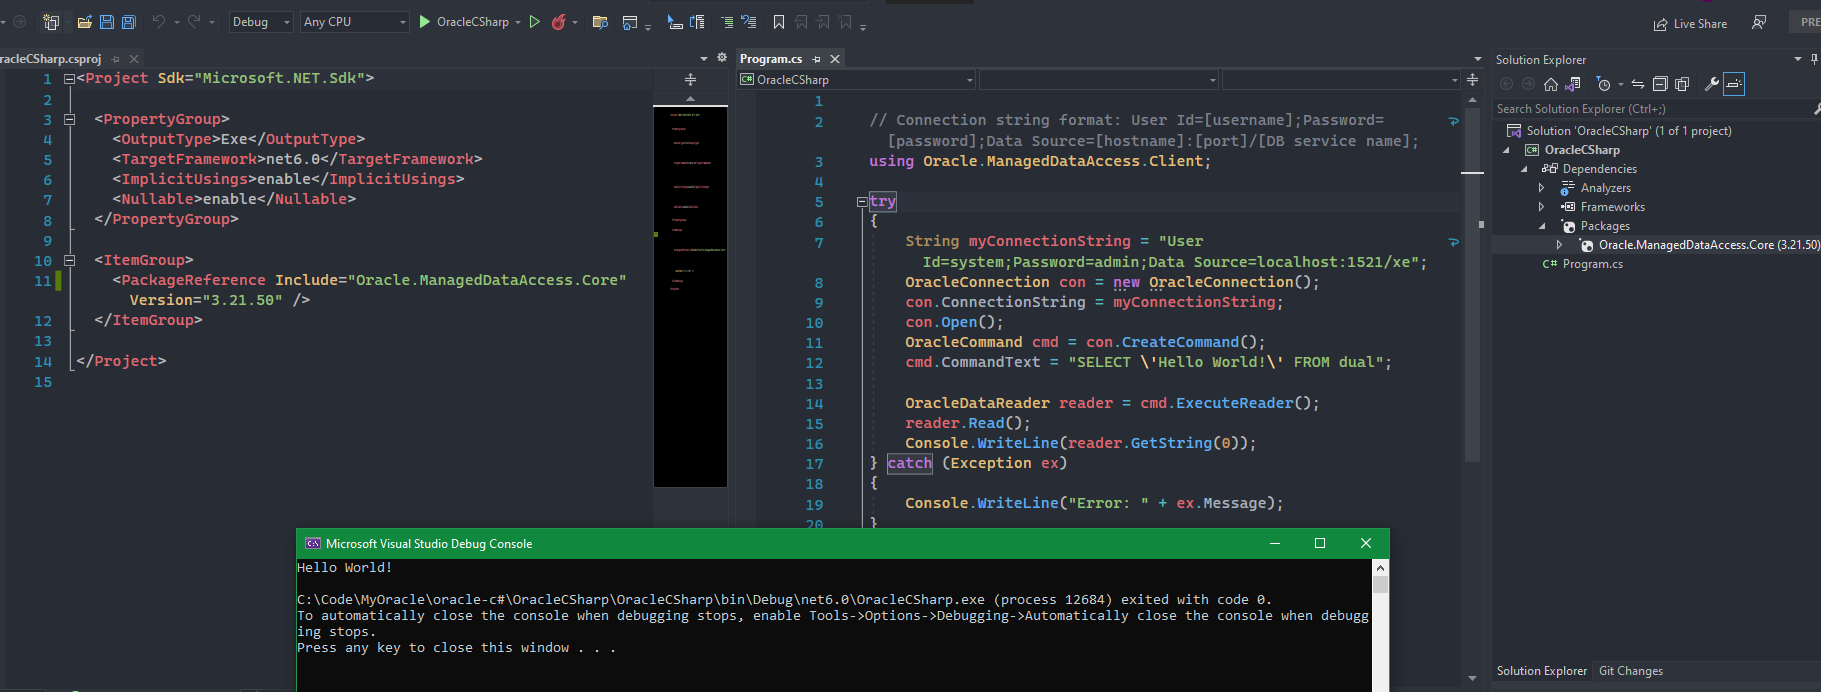 Debug
Any CPU
OracleCSharp
Live Share
PRE
racleCSharp.csproj
1 <Project Sdk="Microsoft.NET.Sdk">
2
3 <PropertyGroup>
4 <OutputType>Exe</OutputType>
5 <TargetFramework>net6.0</TargetFramework>
6 <ImplicitUsings>enable</ImplicitUsings>
7 <Nullable>enable</Nullable>
8 </PropertyGroup>
9
10 <ItemGroup>
11 <PackageReference Include="Oracle.ManagedDataAccess.Core"
Version="3.21.50" />
12 </ItemGroup>
13
14 </Project>
15
Program.cs
C# OracleCSharp
1
2 // Connection string format: User Id=[username];Password=
[password];Data Source=[hostname]:[port]/[DB service name];
3 using Oracle.ManagedDataAccess.Client;
4
5 try
6 {
7 String myConnectionString = "User
Id=system;Password=admin;Data Source=localhost:1521/xe";
8 OracleConnection con = new OracleConnection();
9 con.ConnectionString = myConnectionString;
10 con.Open();
11 OracleCommand cmd = con.CreateCommand();
12 cmd.CommandText = "SELECT \'Hello World!\' FROM dual";
13
14 OracleDataReader reader = cmd.ExecuteReader();
15 reader.Read();
16 Console.WriteLine(reader.GetString(0));
17 } catch (Exception ex)
18 {
19 Console.WriteLine("Error: " + ex.Message);
20 }
Solution Explorer
Search Solution Explorer (Ctrl+;)
Solution 'OracleCSharp' (1 of 1 project)
C# OracleCSharp
Dependencies
Analyzers
Frameworks
Packages
Oracle.ManagedDataAccess.Core (3.21.50)
C# Program.cs
Solution Explorer
Git Changes
C:\ Microsoft Visual Studio Debug Console
Hello World!
C:\Code\MyOracle\oracle-c#\OracleCSharp\OracleCSharp\bin\Debug\net6.0\OracleCSharp.exe (process 12684) exited with code 0.
To automatically close the console when debugging stops, enable Tools->Options->Debugging->Automatically close the console when debugg
ing stops.
Press any key to close this window . . .